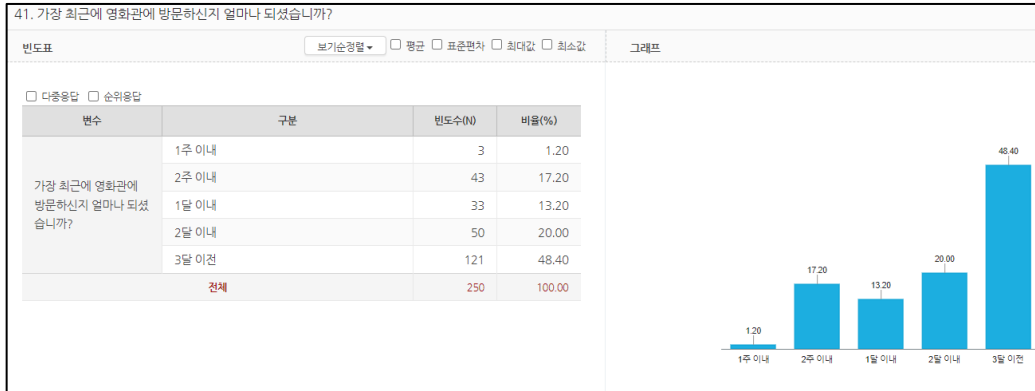 41. 가장 최근에 영화관에 방문하신지 얼마나 되셨습니까?
빈도표 보기순정렬 평균 표준편차 최대값 최소값
그래프
다중응답 순위응답
변수 구분 빈도수(N) 비율(%)
가장 최근에 영화관에
방문하신지 얼마나 되셨
습니까?
1주 이내 3 1.20
2주 이내 43 17.20
1달 이내 33 13.20
2달 이내 50 20.00
3달 이전 121 48.40
전체 250 100.00
48.40
20.00
17.20
13.20
1.20
1주 이내 2주 이내 1달 이내 2달 이내 3달 이전